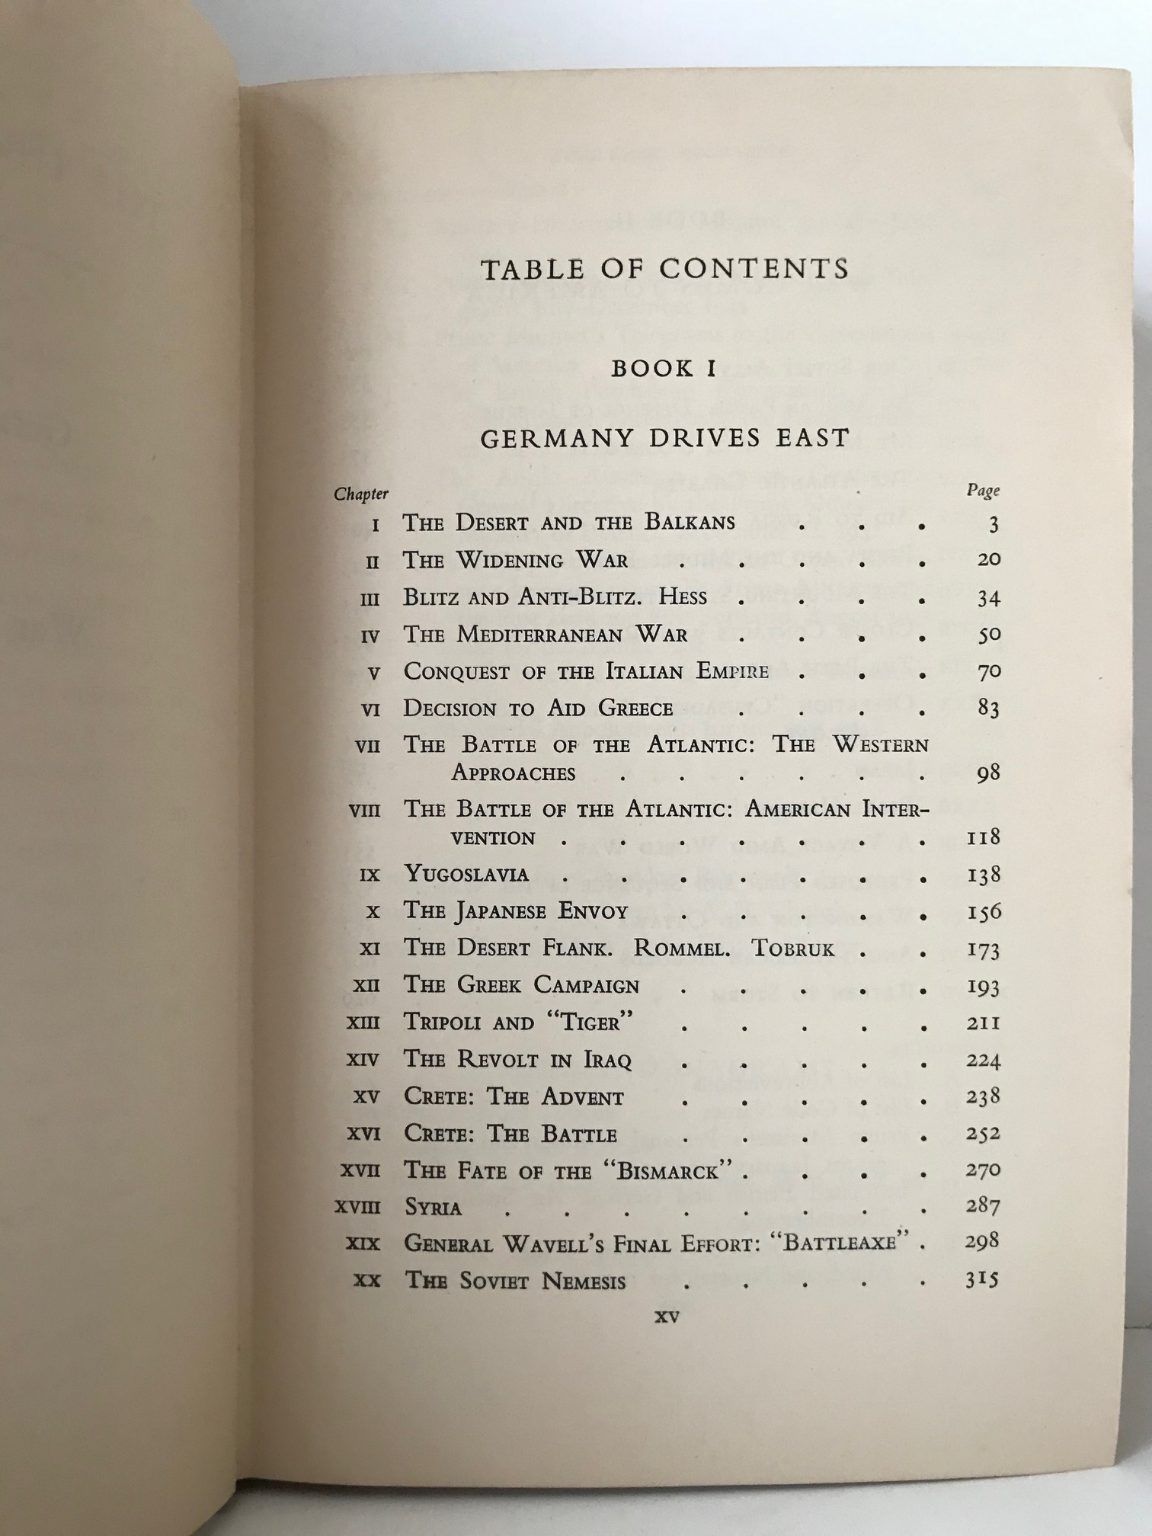 TABLE OF CONTENTS
BOOK I
GERMANY DRIVES EAST
Chapter Page
I THE DESERT AND THE BALKANS . . . 3
II THE WIDENING WAR . . . . . 20
III BLITZ AND ANTI-BLITZ. HESS . . . . 34
IV THE MEDITERRANEAN WAR . . . . 50
V CONQUEST OF THE ITALIAN EMPIRE . . . 70
VI DECISION TO AID GREECE . . . . 83
VII THE BATTLE OF THE ATLANTIC: THE WESTERN
APPROACHES . . . . . . 98
VIII THE BATTLE OF THE ATLANTIC: AMERICAN INTER-
VENTION . . . . . . . 118
IX YUGOSLAVIA . . . . . . . 138
X THE JAPANESE ENVOY . . . . . 156
XI THE DESERT FLANK. ROMMEL. TOBRUK . . 173
XII THE GREEK CAMPAIGN . . . . . 193
XIII TRIPOLI AND "TIGER" . . . . . 211
XIV THE REVOLT IN IRAQ . . . . . 224
XV CRETE: THE ADVENT . . . . . 238
XVI CRETE: THE BATTLE . . . . . 252
XVII THE FATE OF THE "BISMARCK" . . . . 270
XVIII SYRIA . . . . . . . . 287
XIX GENERAL WAVELL'S FINAL EFFORT: "BATTLEAXE" . 298
XX THE SOVIET NEMESIS . . . . . 315
xv